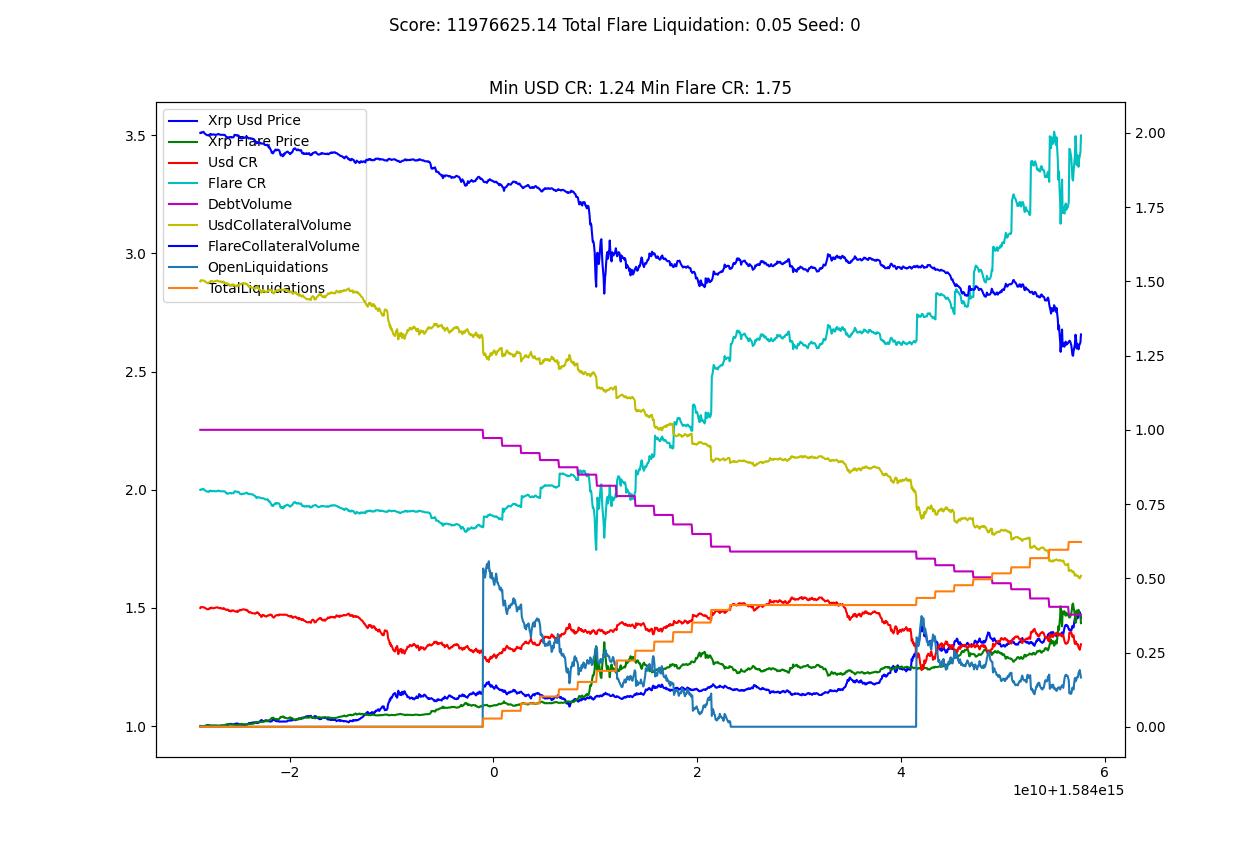 Score: 11976625.14 Total Flare Liquidation: 0.05 Seed: 0
Min USD CR: 1.24 Min Flare CR: 1.75
Xrp Usd Price
Xrp Flare Price
Usd CR
Flare CR
DebtVolume
UsdCollateralVolume
FlareCollateralVolume
OpenLiquidations
TotalLiquidations
3.5
3.0
2.5
2.0
1.5
1.0
2.00
1.75
1.50
1.25
1.00
0.75
0.50
0.25
0.00
−2
0
2
4
6
1e10+1.584e15